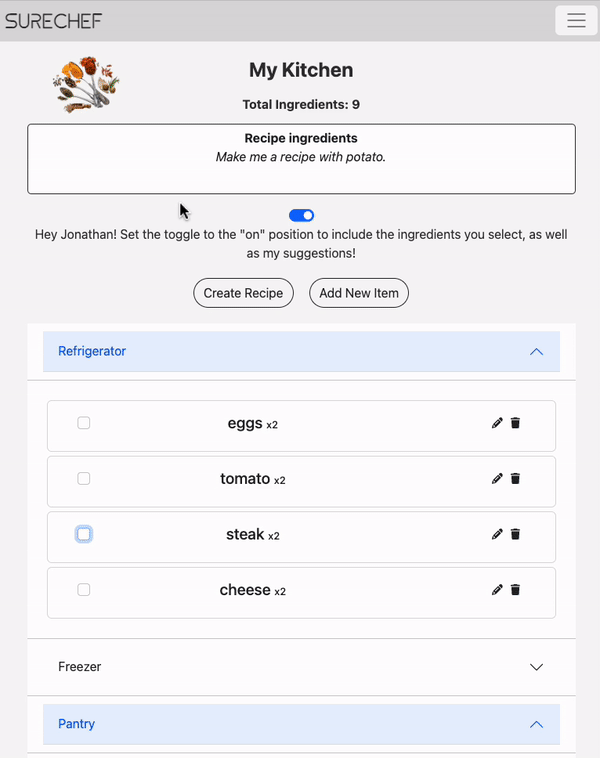 SURECHEF
My Kitchen
Total Ingredients: 9
Recipe ingredients
Make me a recipe with potato.
Hey Jonathan! Set the toggle to the "on" position to include the ingredients you select, as well
as my suggestions!
Create Recipe Add New Item
Refrigerator
eggs x2
tomato x2
steak x2
cheese x2
Freezer
Pantry